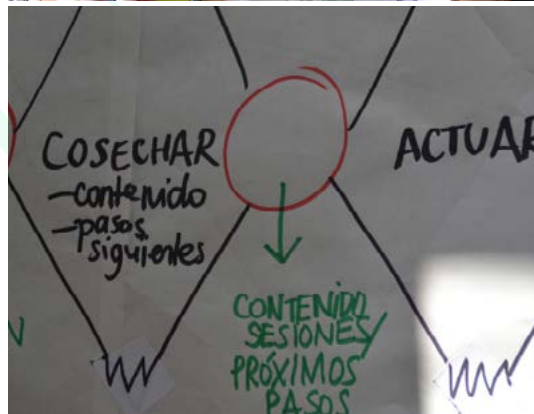 COSECHAR
-contenido
-pasos
siguientes
ACTUAR
CONTENIDO
SESIONES/
PRÓXIMOS
PASOS